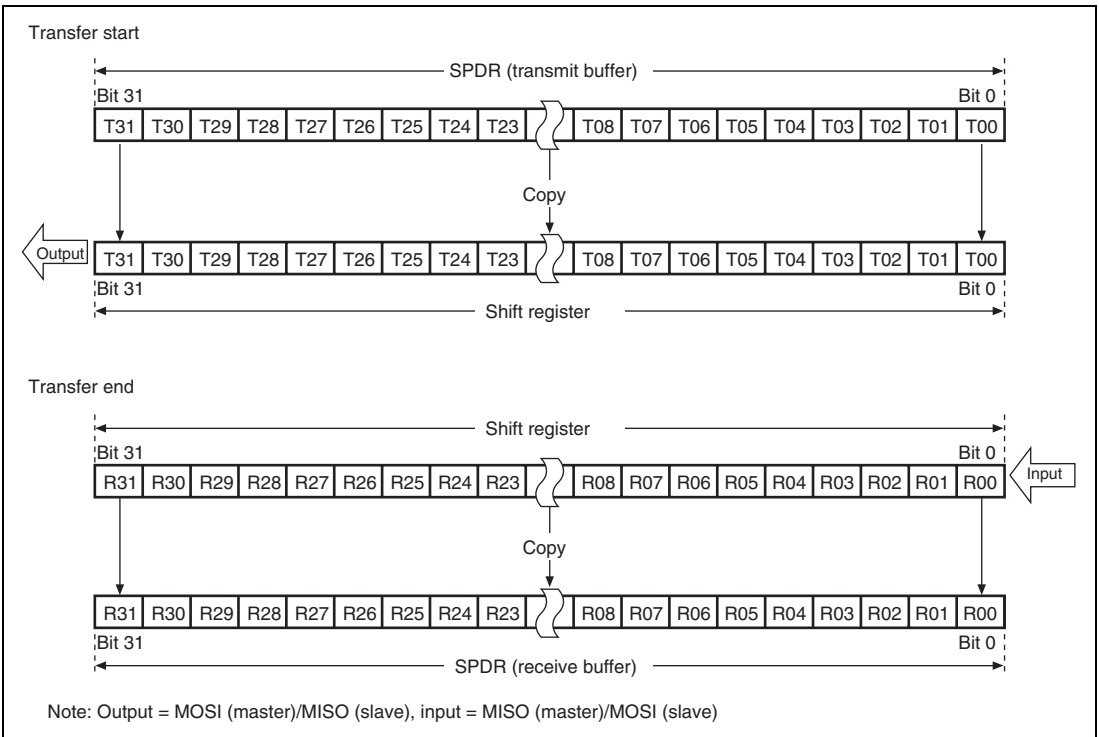 Transfer start
SPDR (transmit buffer)
Bit 31 Bit 0
T31 T30 T29 T28 T27 T26 T25 T24 T23 T08 T07 T06 T05 T04 T03 T02 T01 T00
Copy
Output T31 T30 T29 T28 T27 T26 T25 T24 T23 T08 T07 T06 T05 T04 T03 T02 T01 T00
Bit 31 Bit 0
Shift register
Transfer end
Shift register
Bit 31 Bit 0
R31 R30 R29 R28 R27 R26 R25 R24 R23 R08 R07 R06 R05 R04 R03 R02 R01 R00 Input
Copy
R31 R30 R29 R28 R27 R26 R25 R24 R23 R08 R07 R06 R05 R04 R03 R02 R01 R00
Bit 31 Bit 0
SPDR (receive buffer)
Note: Output = MOSI (master)/MISO (slave), input = MISO (master)/MOSI (slave)